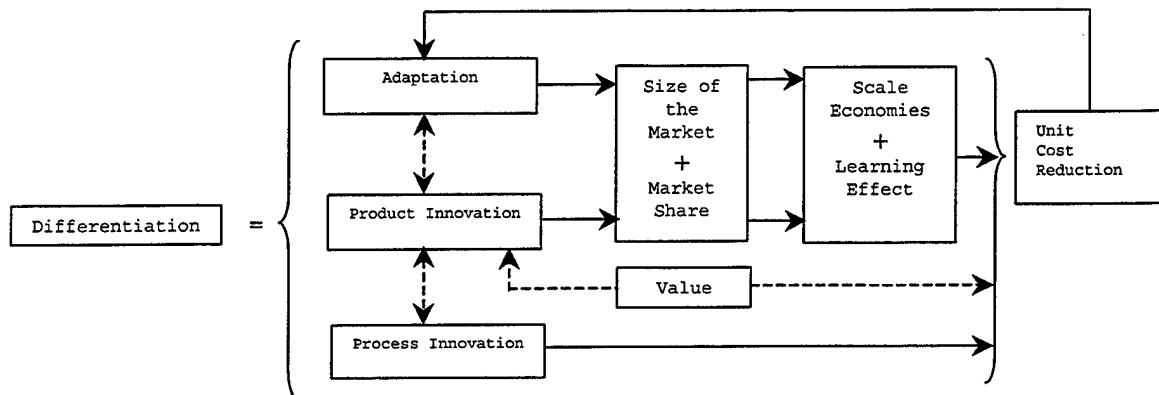 Differentiation
=
Adaptation
Product Innovation
Process Innovation
Size of
the
Market
+
Market
Share
Value
Scale
Economies
+
Learning
Effect
Unit
Cost
Reduction